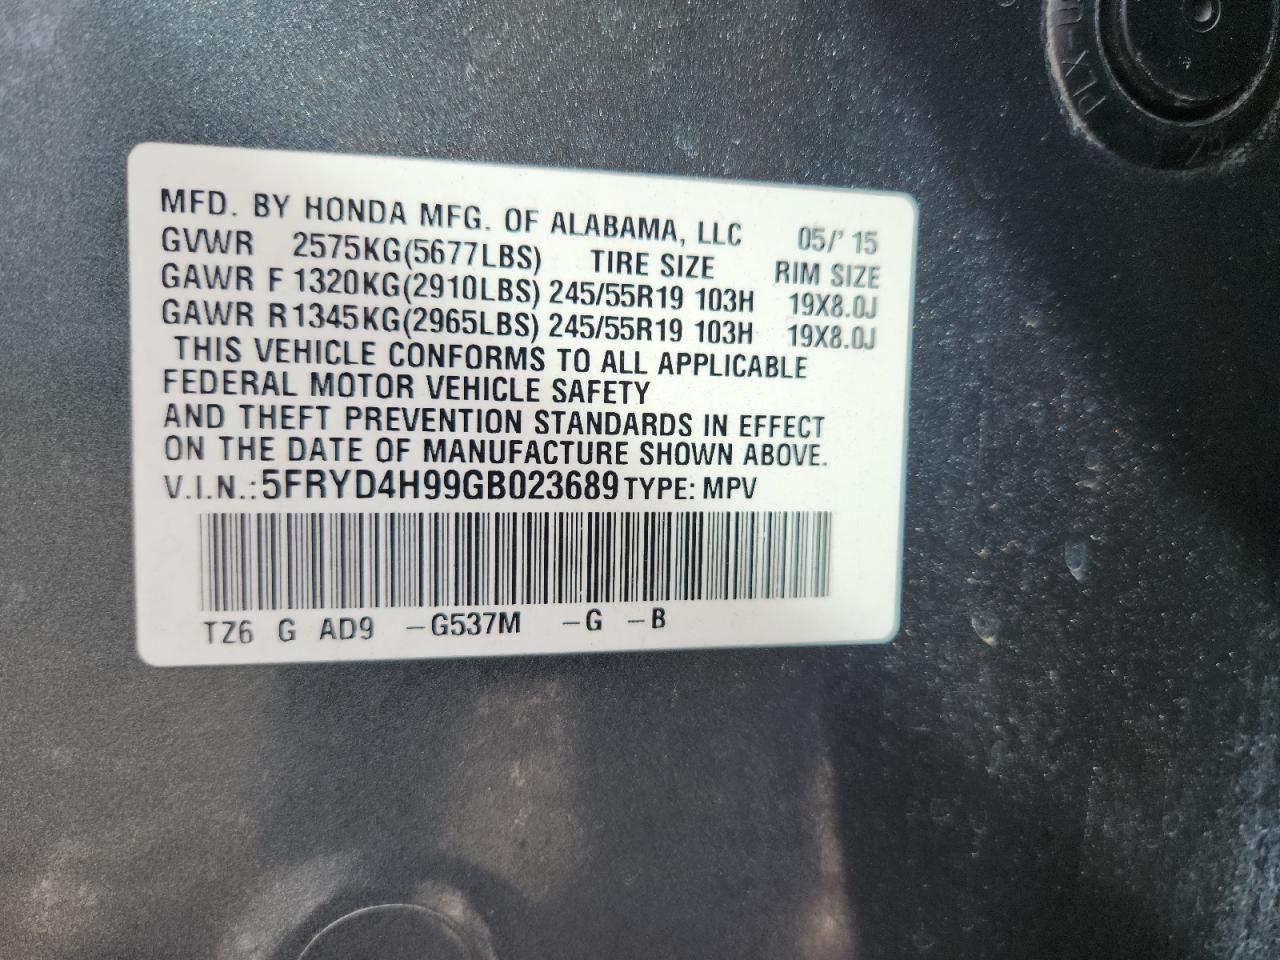 MFD. BY HONDA MFG. OF ALABAMA, LLC 05/' 15
GVWR 2575KG(5677LBS) TIRE SIZE RIM SIZE
GAWR F 1320KG(2910LBS) 245/55R19 103H 19X8.0J
GAWR R 1345KG(2965LBS) 245/55R19 103H 19X8.0J
THIS VEHICLE CONFORMS TO ALL APPLICABLE
FEDERAL MOTOR VEHICLE SAFETY
AND THEFT PREVENTION STANDARDS IN EFFECT
ON THE DATE OF MANUFACTURE SHOWN ABOVE.
V.I.N.: 5FRYD4H99GB023689 TYPE: MPV
TZ6 G AD9 -G537M -G -B